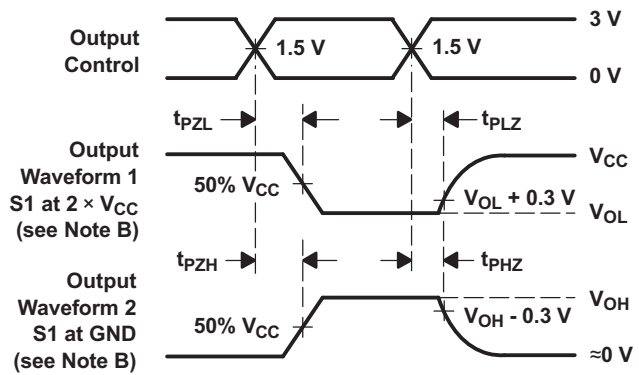 3 V
Output
Control
1.5 V
1.5 V
0 V
tPZL
tPLZ
Output
Waveform 1
S1 at 2 × VCC
(see Note B)
50% VCC
VCC
VOL + 0.3 V
VOL
tPZH
tPHZ
Output
Waveform 2
S1 at GND
(see Note B)
50% VCC
VOH
VOH - 0.3 V
≈0 V